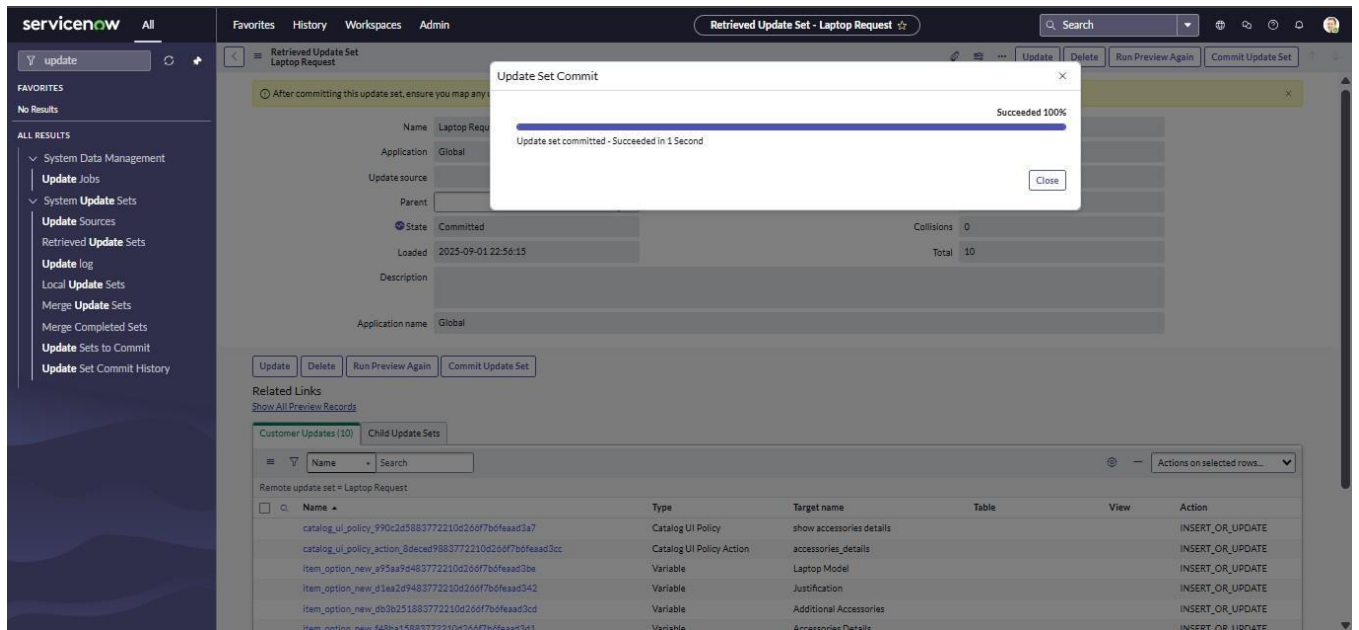 servicenow All Favorites History Workspaces Admin Retrieved Update Set - Laptop Request Search
update
FAVORITES
No Results
ALL RESULTS
System Data Management
Update Jobs
System Update Sets
Update Sources
Retrieved Update Sets
Update log
Local Update Sets
Merge Update Sets
Merge Completed Sets
Update Sets to Commit
Update Set Commit History
Retrieved Update Set
Laptop Request
Update Delete Run Preview Again Commit Update Set
After committing this update set, ensure you map any
Update Set Commit
Succeeded 100%
Update set committed - Succeeded in 1 Second
Close
Name Laptop Requ
Application Global
Update source
Parent
State Committed
Collisions 0
Loaded 2025-09-01 22:56:15
Total 10
Description
Application name Global
Update Delete Run Preview Again Commit Update Set
Related Links
Show All Preview Records
Customer Updates (10) Child Update Sets
Name Search Actions on selected rows...
Remote update set = Laptop Request
Name Type Target name Table View Action
catalog_ui_policy_990c2d5883772210d266f7b6feaad3a7 Catalog UI Policy show accessories details INSERT_OR_UPDATE
catalog_ui_policy_action_8deced9883772210d266f7b6feaad3cc Catalog UI Policy Action accessories_details INSERT_OR_UPDATE
item_option_new_a95aa9d483772210d266f7b6feaad3be Variable Laptop Model INSERT_OR_UPDATE
item_option_new_d1ea2d9483772210d266f7b6feaad342 Variable Justification INSERT_OR_UPDATE
item_option_new_db3b251883772210d266f7b6feaad3cd Variable Additional Accessories INSERT_OR_UPDATE
Variable Accessories Details INSERT_OR_UPDATE